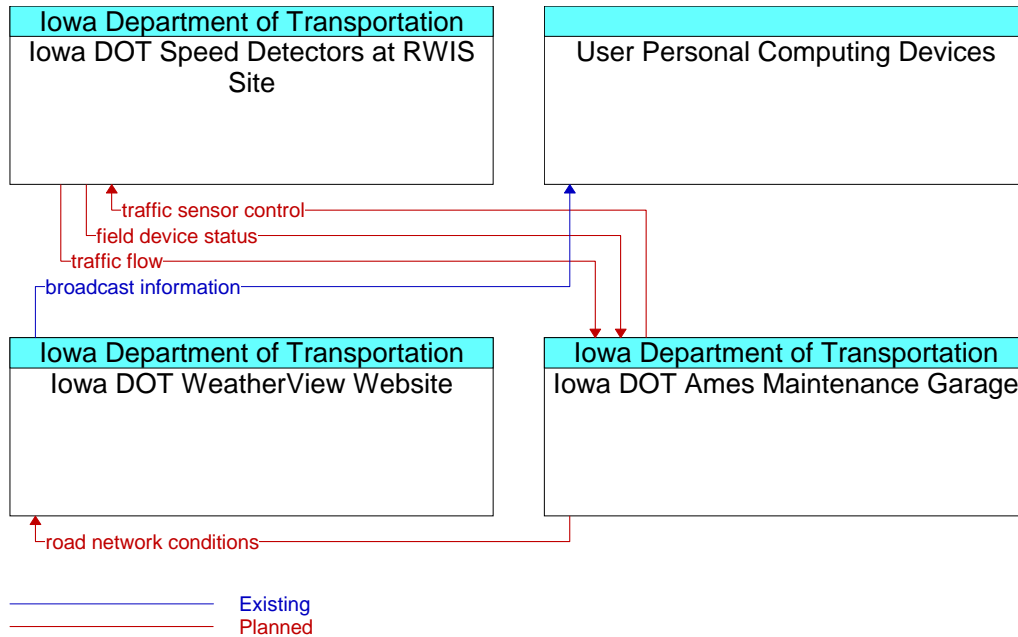 Iowa Department of Transportation
Iowa DOT Speed Detectors at RWIS
Site
User Personal Computing Devices
traffic sensor control
field device status
traffic flow
broadcast information
Iowa Department of Transportation
Iowa DOT WeatherView Website
Iowa Department of Transportation
Iowa DOT Ames Maintenance Garage
road network conditions
Existing
Planned